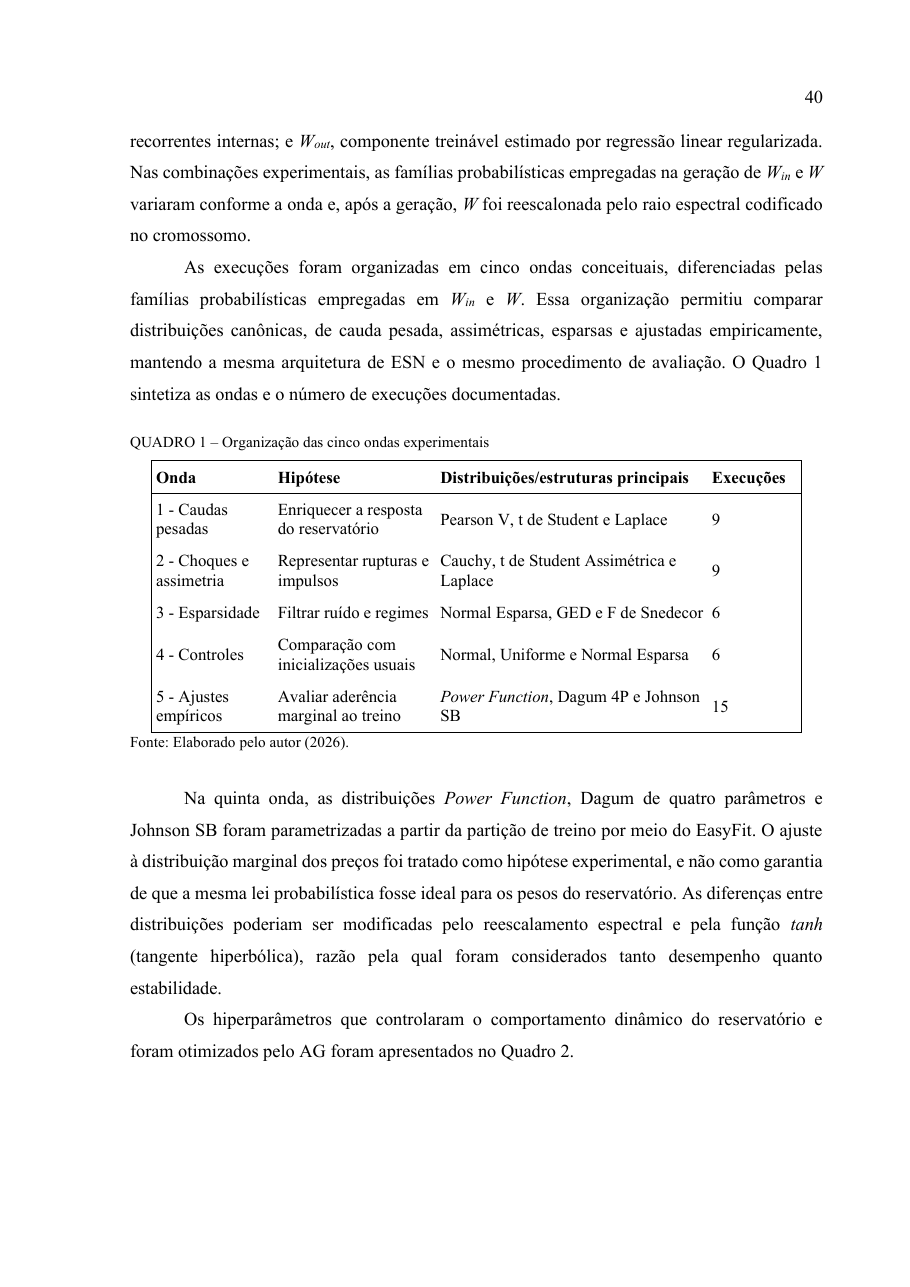 40
recorrentes internas; e Wout, componente treinável estimado por regressão linear regularizada.
Nas combinações experimentais, as famílias probabilísticas empregadas na geração de Win e W
variaram conforme a onda e, após a geração, W foi reescalonada pelo raio espectral codificado
no cromossomo.
As execuções foram organizadas em cinco ondas conceituais, diferenciadas pelas
famílias probabilísticas empregadas em Win e W. Essa organização permitiu comparar
distribuições canônicas, de cauda pesada, assimétricas, esparsas e ajustadas empiricamente,
mantendo a mesma arquitetura de ESN e o mesmo procedimento de avaliação. O Quadro 1
sintetiza as ondas e o número de execuções documentadas.
QUADRO 1 – Organização das cinco ondas experimentais
Onda Hipótese Distribuições/estruturas principais Execuções
1 - Caudas
pesadas
Enriquecer a resposta
do reservatório
Pearson V, t de Student e Laplace
9
2 - Choques e
assimetria
Representar rupturas e
impulsos
Cauchy, t de Student Assimétrica e
Laplace
9
3 - Esparsidade Filtrar ruído e regimes Normal Esparsa, GED e F de Snedecor 6
4 - Controles
Comparação com
inicializações usuais
Normal, Uniforme e Normal Esparsa
6
5 - Ajustes
empíricos
Avaliar aderência
marginal ao treino
Power Function, Dagum 4P e Johnson
SB
15
Fonte: Elaborado pelo autor (2026).
Na quinta onda, as distribuições Power Function, Dagum de quatro parâmetros e
Johnson SB foram parametrizadas a partir da partição de treino por meio do EasyFit. O ajuste
à distribuição marginal dos preços foi tratado como hipótese experimental, e não como garantia
de que a mesma lei probabilística fosse ideal para os pesos do reservatório. As diferenças entre
distribuições poderiam ser modificadas pelo reescalamento espectral e pela função tanh
(tangente hiperbólica), razão pela qual foram considerados tanto desempenho quanto
estabilidade.
Os hiperparâmetros que controlaram o comportamento dinâmico do reservatório e
foram otimizados pelo AG foram apresentados no Quadro 2.